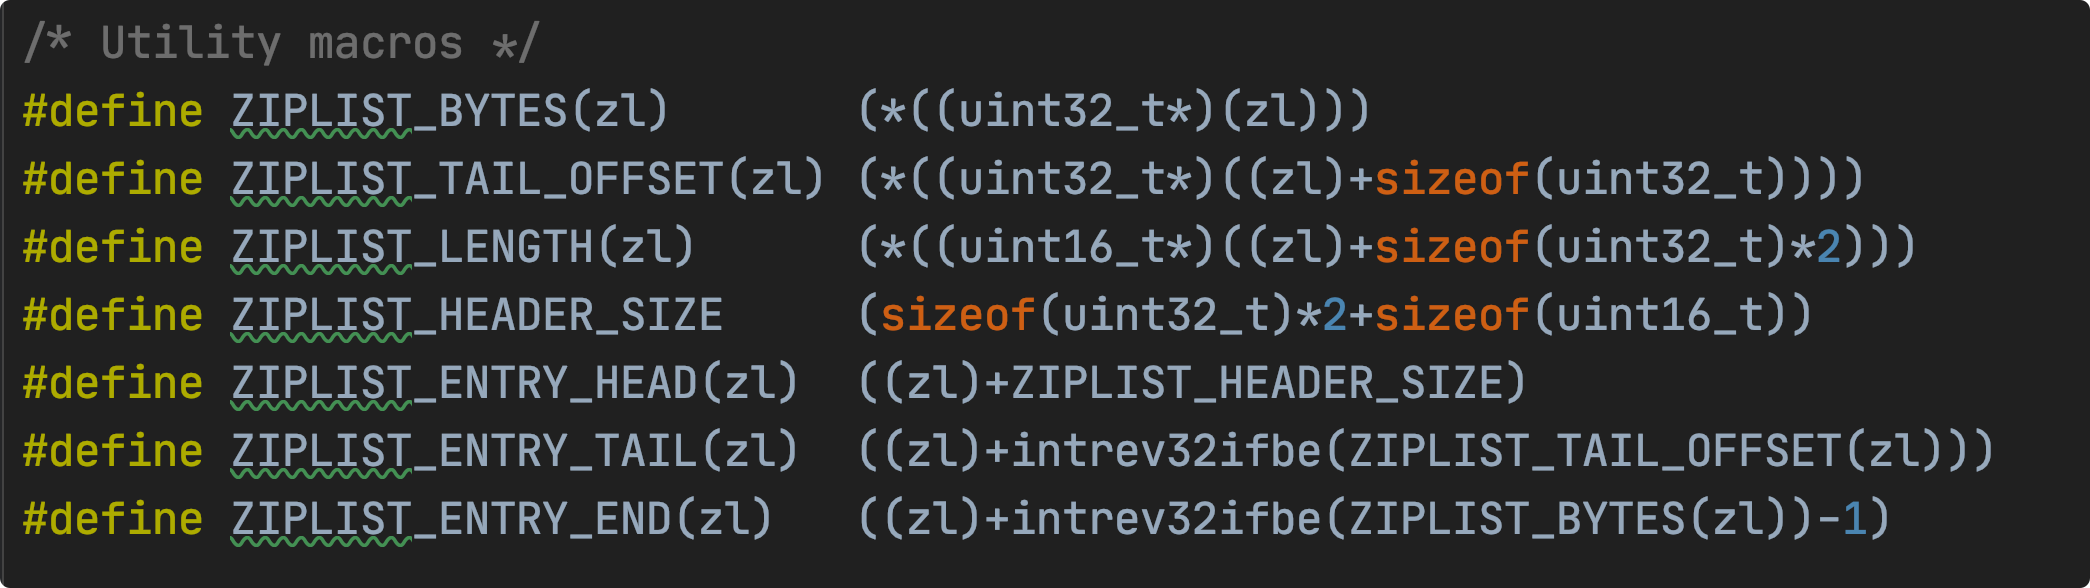 /* Utility macros */
#define ZIPLIST_BYTES(zl)       (*((uint32_t*)(zl)))
#define ZIPLIST_TAIL_OFFSET(zl) (*((uint32_t*)((zl)+sizeof(uint32_t))))
#define ZIPLIST_LENGTH(zl)      (*((uint16_t*)((zl)+sizeof(uint32_t)*2)))
#define ZIPLIST_HEADER_SIZE     (sizeof(uint32_t)*2+sizeof(uint16_t))
#define ZIPLIST_ENTRY_HEAD(zl)  ((zl)+ZIPLIST_HEADER_SIZE)
#define ZIPLIST_ENTRY_TAIL(zl)  ((zl)+intrev32ifbe(ZIPLIST_TAIL_OFFSET(zl)))
#define ZIPLIST_ENTRY_END(zl)   ((zl)+intrev32ifbe(ZIPLIST_BYTES(zl))-1)